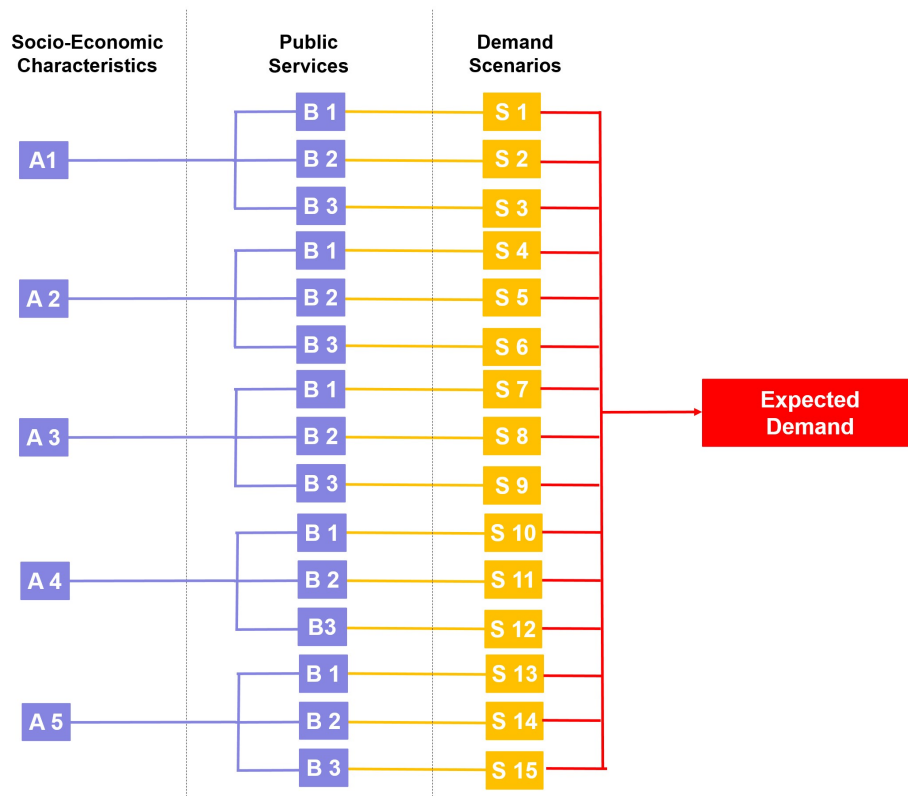 Socio-Economic
Characteristics
Public
Services
Demand
Scenarios
B 1
S 1
A1
B 2
S 2
B 3
S 3
B 1
S 4
A 2
B 2
S 5
B 3
S 6
B 1
S 7
Expected
Demand
A 3
B 2
S 8
B 3
S 9
B 1
S 10
A 4
B 2
S 11
B3
S 12
B 1
S 13
A 5
B 2
S 14
B 3
S 15